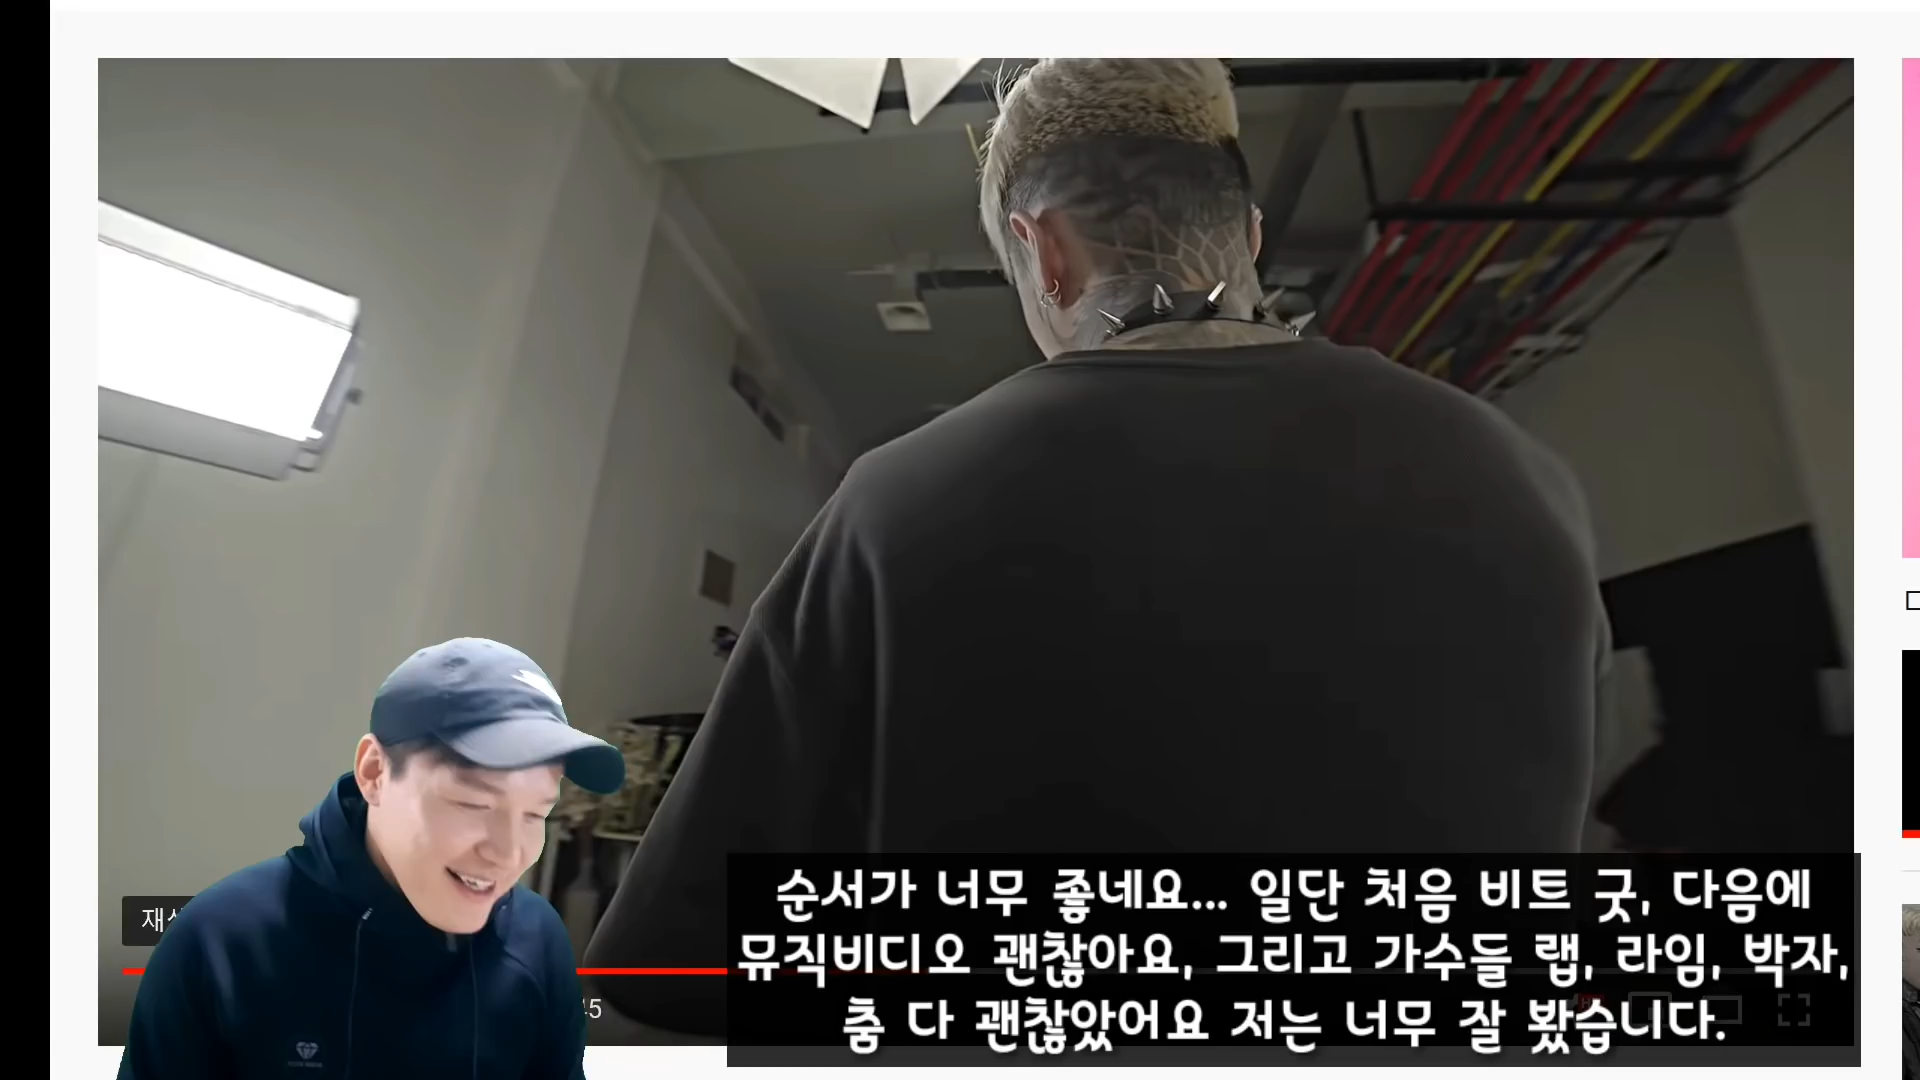 순서가 너무 좋네요... 일단 처음 비트 굿, 다음에
뮤직비디오 괜찮아요, 그리고 가수들 랩, 라임, 박자,
춤 다 괜찮았어요 저는 너무 잘 봤습니다.